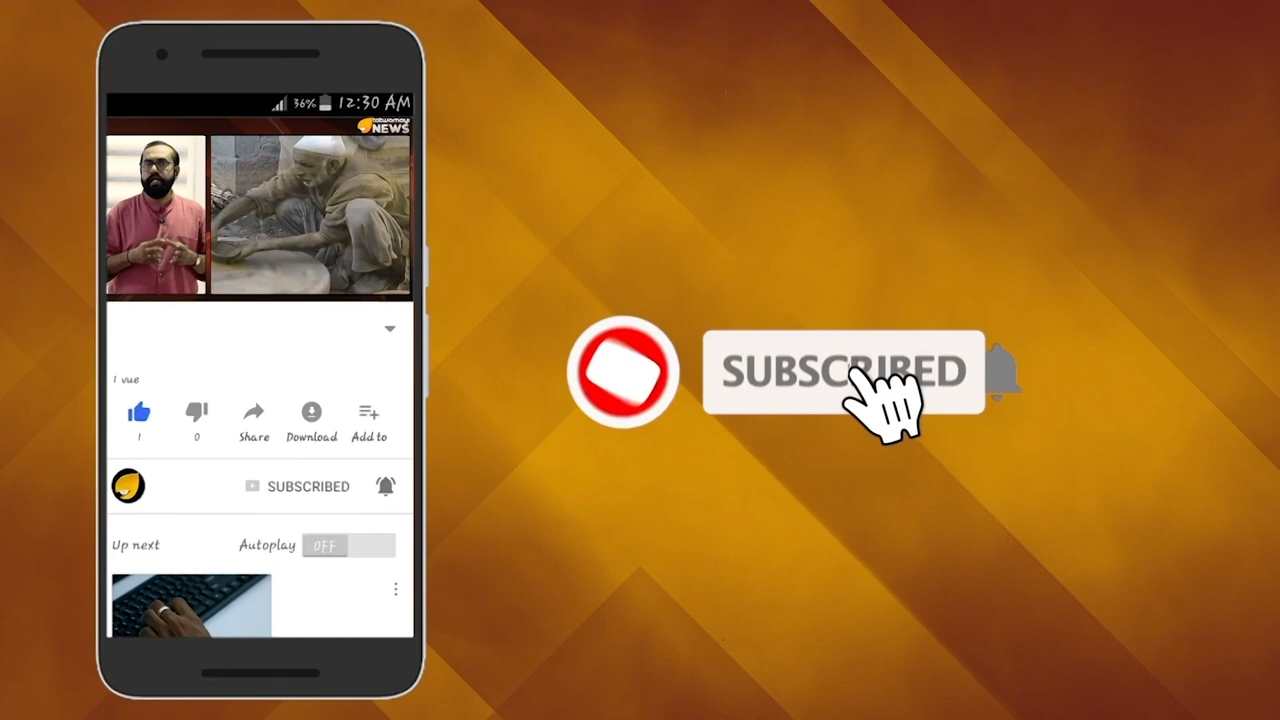 36% 12:30 AM
tatwamayi
NEWS
1 vue
1
0
Share
Download
Add to
SUBSCRIBED
Up next
Autoplay
OFF
SUBSCRIBED